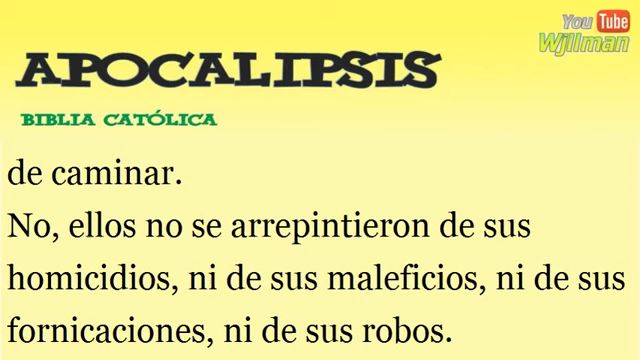 You Tube
Wjillman
APOCALIPSIS
BIBLIA CATÓLICA
de caminar.
No, ellos no se arrepintieron de sus
homicidios, ni de sus maleficios, ni de sus
fornicaciones, ni de sus robos.